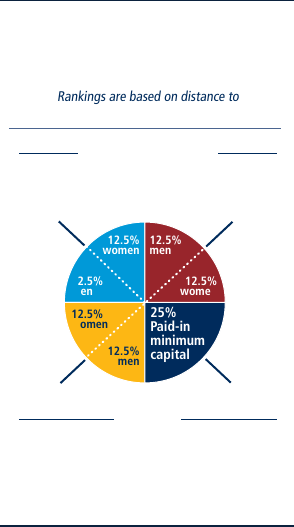 Rankings are based on distance to
12.5%
women
12.5%
men
2.5%
en
12.5%
wome
12.5%
omen
12.5%
men
25%
Paid-in
minimum
capital